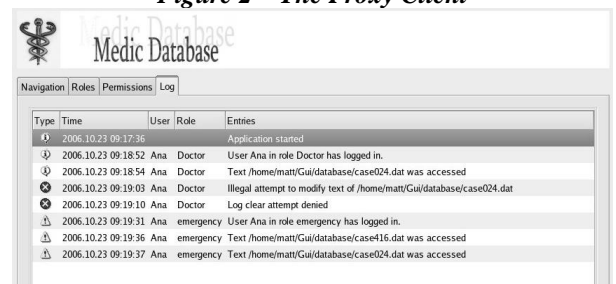 Figure 2 – The Proxy Client
Medic Database
Navigation Roles Permissions Log
Type Time User Role Entries
2006.10.23 09:17:36 Application started
2006.10.23 09:18:52 Ana Doctor User Ana in role Doctor has logged in.
2006.10.23 09:18:54 Ana Doctor Text /home/matt/Gui/database/case024.dat was accessed
2006.10.23 09:19:03 Ana Doctor Illegal attempt to modify text of /home/matt/Gui/database/case024.dat
2006.10.23 09:19:10 Ana Doctor Log clear attempt denied
2006.10.23 09:19:31 Ana emergency User Ana in role emergency has logged in.
2006.10.23 09:19:36 Ana emergency Text /home/matt/Gui/database/case416.dat was accessed
2006.10.23 09:19:37 Ana emergency Text /home/matt/Gui/database/case024.dat was accessed